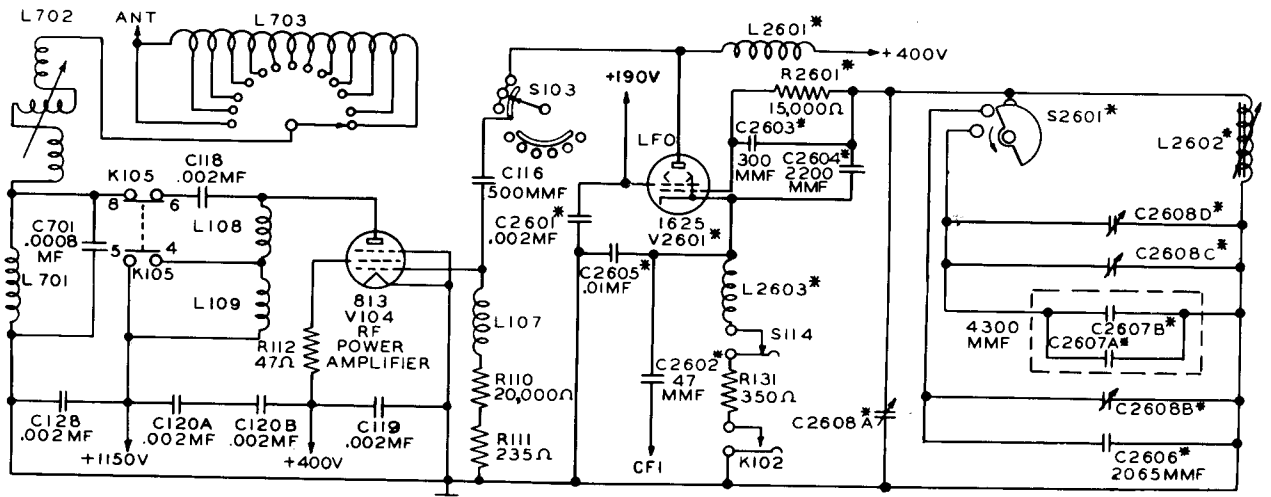 L702
ANT
L703
L2601*
+400V
+190V
R2601*
15,000Ω
S103
S2601*
C2603*
300
MMF
LFO
C2604*
2200
MMF
L2602*
C118
.002MF
K105
8
6
C116
500MMF
C2601*
.002MF
1625
V2601*
C701
.0008
MF
L108
5
4
K105
C2608D*
C2605*
.01MF
C2608C*
L701
L109
813
V104
RF
POWER
AMPLIFIER
L2603*
L107
C2607B*
C2607A*
4300
MMF
S114
R112
47Ω
C2602*
47
MMF
R110
20,000Ω
R131
350Ω
C128
.002MF
C120A
.002MF
C120B
.002MF
C119
.002MF
C2608A*
C2608B*
R111
235Ω
+1150V
+400V
CFI
K102
C2606*
2065MMF